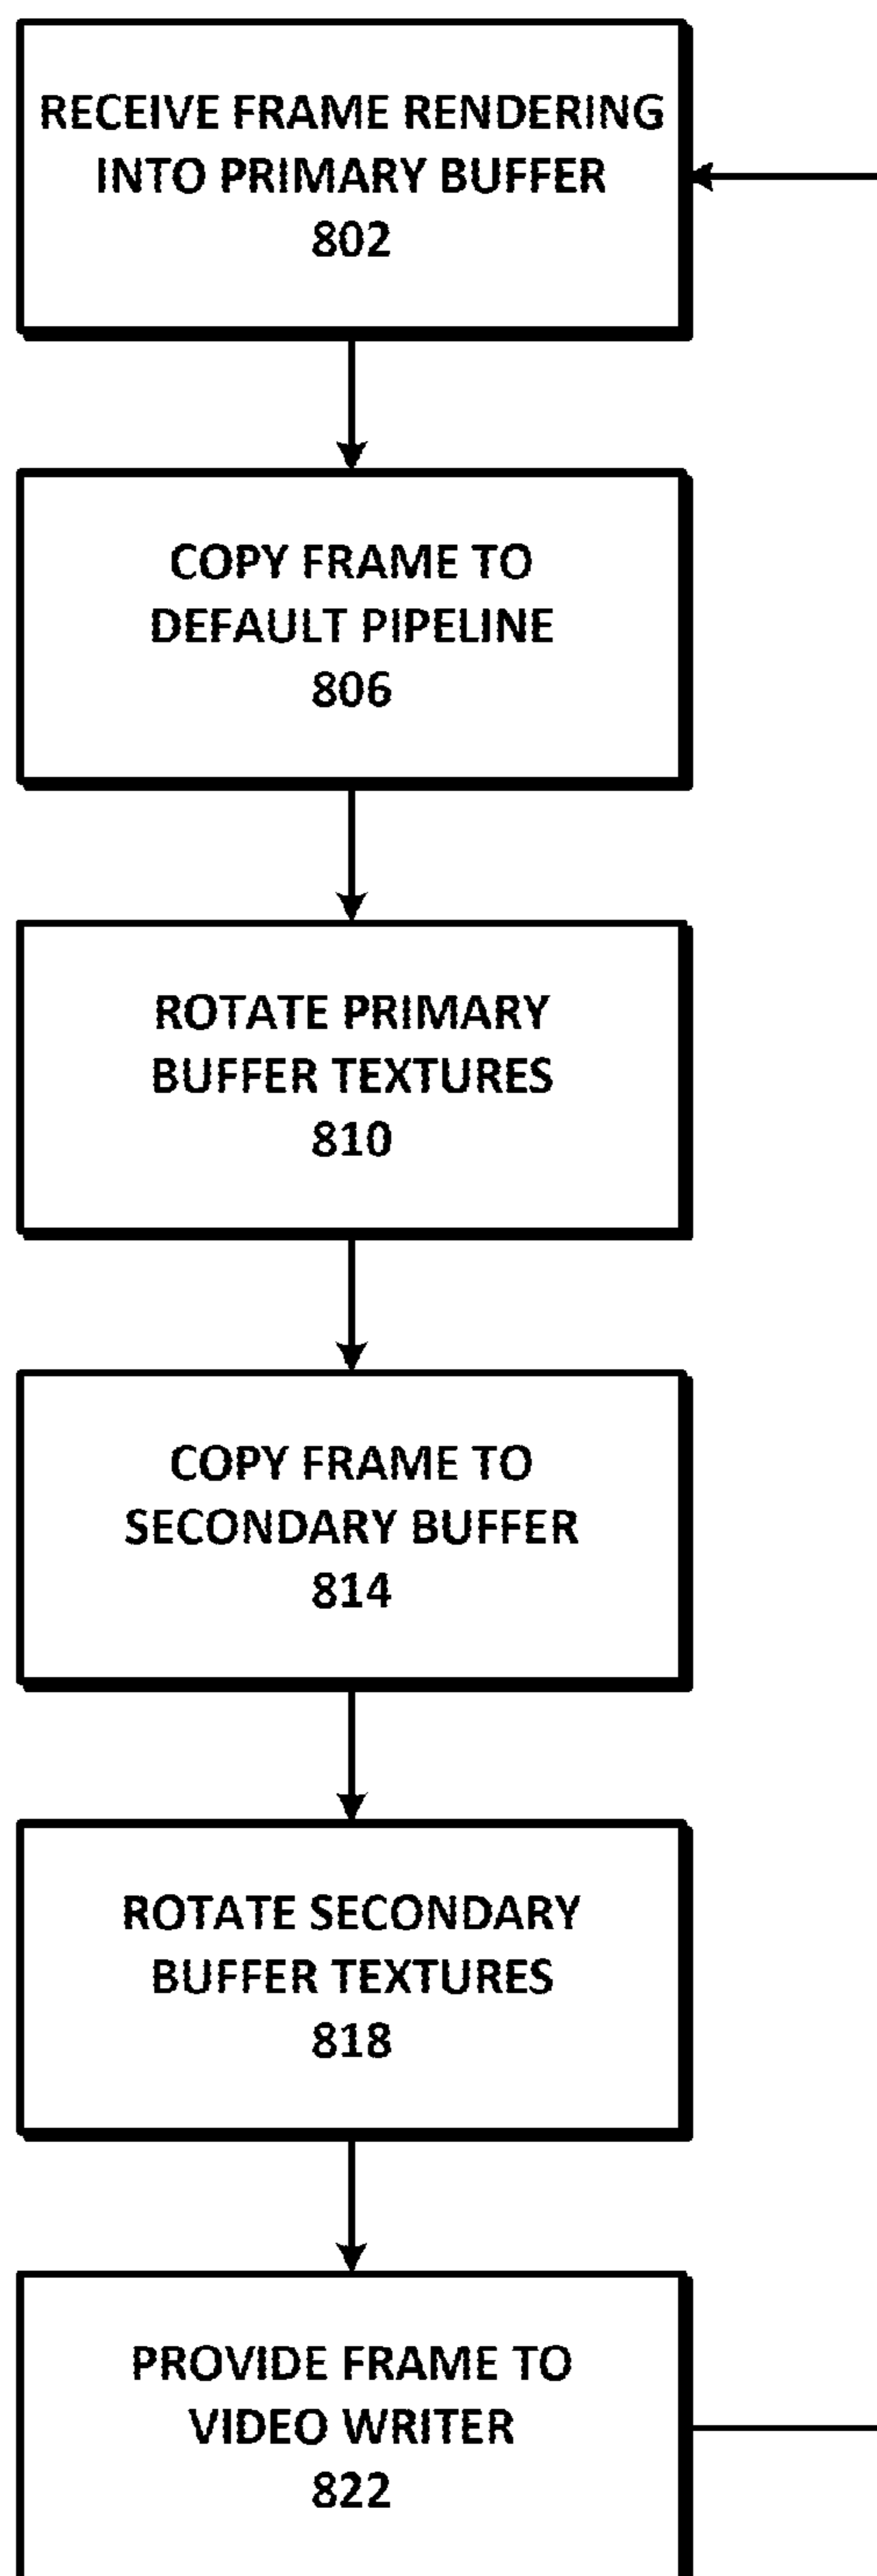 RECEIVE FRAME RENDERING
INTO PRIMARY BUFFER
802
COPY FRAME TO
DEFAULT PIPELINE
806
ROTATE PRIMARY
BUFFER TEXTURES
810
COPY FRAME TO
SECONDARY BUFFER
814
ROTATE SECONDARY
BUFFER TEXTURES
818
PROVIDE FRAME TO
VIDEO WRITER
822